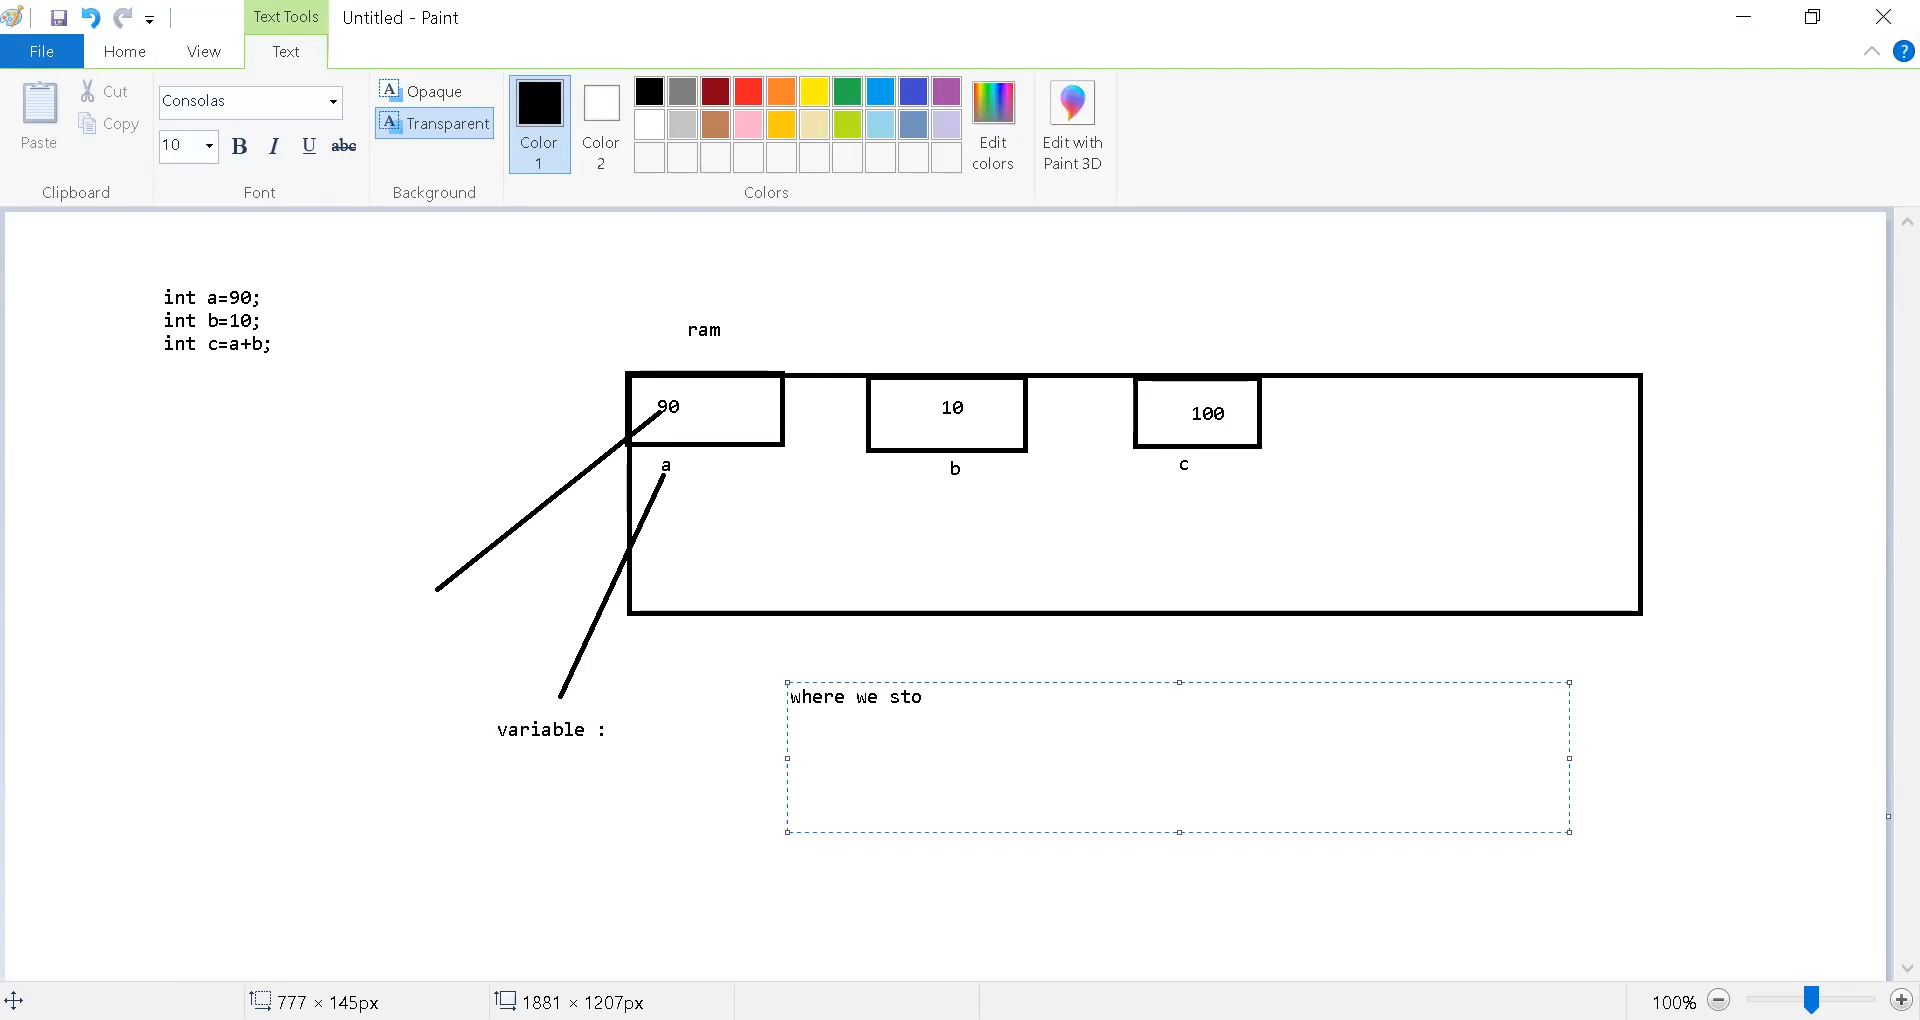 Text Tools
Untitled - Paint
File
Home
View
Text
?
Paste
Cut
Copy
Clipboard
Consolas
10
B I U abc
Font
A Opaque
A Transparent
Background
Color
1
Color
2
Edit
colors
Colors
Edit with
Paint 3D
int a=90;
int b=10;
int c=a+b;
ram
90
10
100
a
b
c
where we sto
variable :
777 × 145px
1881 × 1207px
100%